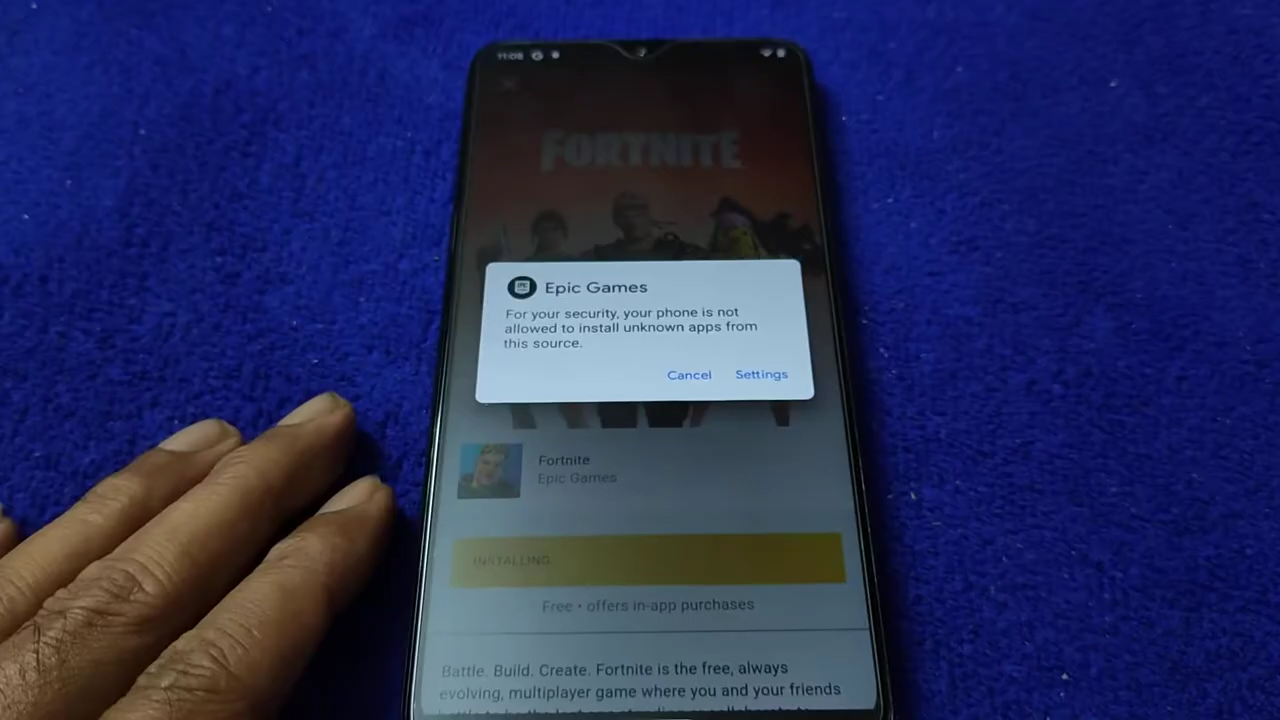 11:08
FORTNITE
Epic Games
For your security, your phone is not
allowed to install unknown apps from
this source.
Cancel Settings
Fortnite
Epic Games
INSTALLING
Free • offers in-app purchases
Battle. Build. Create. Fortnite is the free, always
evolving, multiplayer game where you and your friends